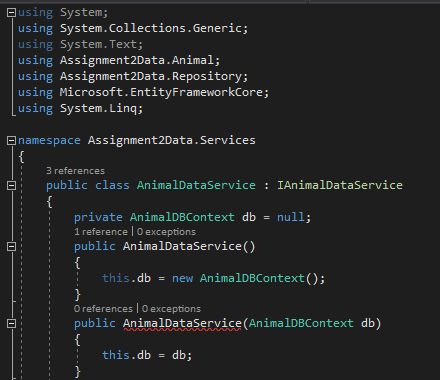 using System;
using System.Collections.Generic;
using System.Text;
using Assignment2Data.Animal;
using Assignment2Data.Repository;
using Microsoft.EntityFrameworkCore;
using System.Linq;
namespace Assignment2Data.Services
{
3 references
public class AnimalDataService : IAnimalDataService
{
private AnimalDBContext db = null;
1 reference | 0 exceptions
public AnimalDataService()
{
this.db = new AnimalDBContext();
}
0 references | 0 exceptions
public AnimalDataService(AnimalDBContext db)
{
this.db = db;
}